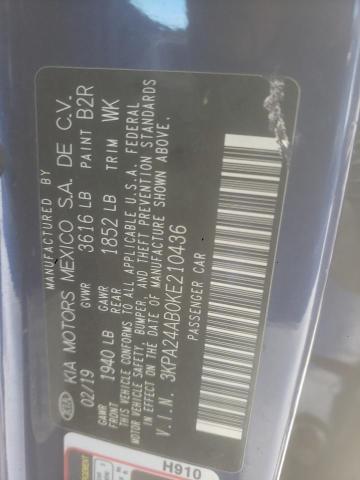 MANUFACTURED BY
KIA KIA MOTORS MEXICO S.A. DE C.V.
02/19 GVWR 3616 LB PAINT B2R
GAWR FRONT 1940 LB GAWR REAR 1852 LB TRIM WK
THIS VEHICLE CONFORMS TO ALL APPLICABLE U.S.A. FEDERAL
MOTOR VEHICLE SAFETY, BUMPER, AND THEFT PREVENTION STANDARDS
IN EFFECT ON THE DATE OF MANUFACTURE SHOWN ABOVE.
V.I.N. 3KPA24AB0KE210436
PASSENGER CAR
H910